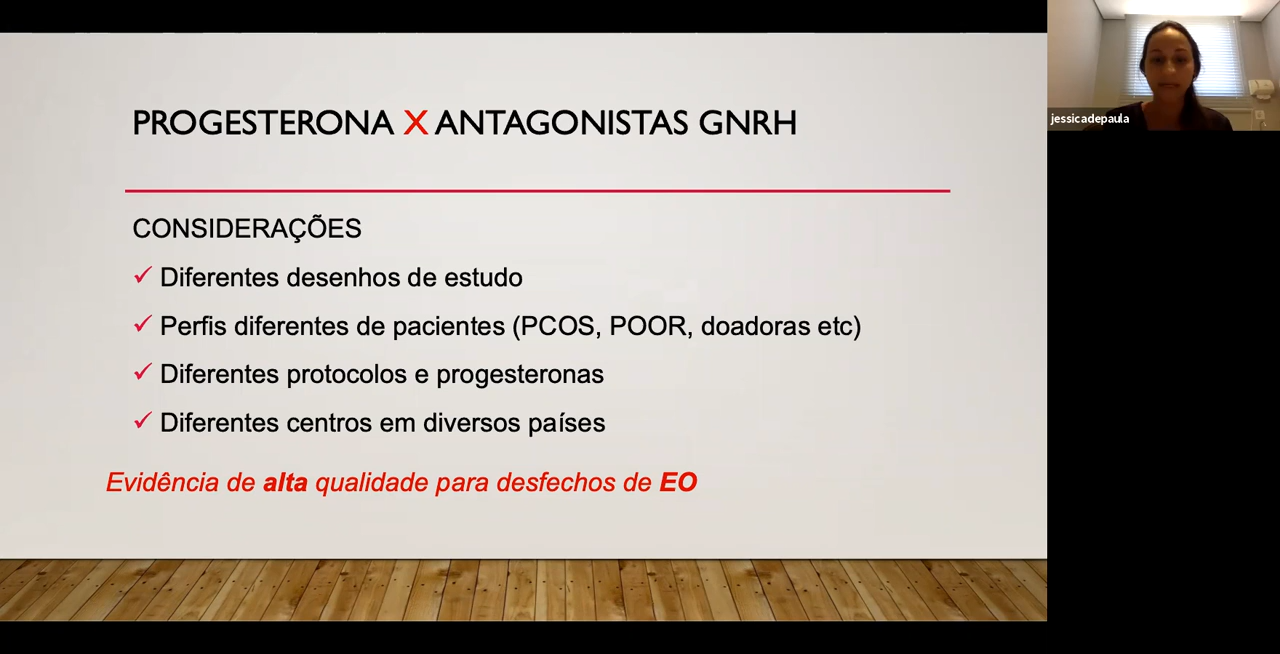 PROGESTERONA X ANTAGONISTAS GNRH
CONSIDERAÇÕES
✓ Diferentes desenhos de estudo
✓ Perfis diferentes de pacientes (PCOS, POOR, doadoras etc)
✓ Diferentes protocolos e progesteronas
✓ Diferentes centros em diversos países
Evidência de alta qualidade para desfechos de EO
jessicadepaula